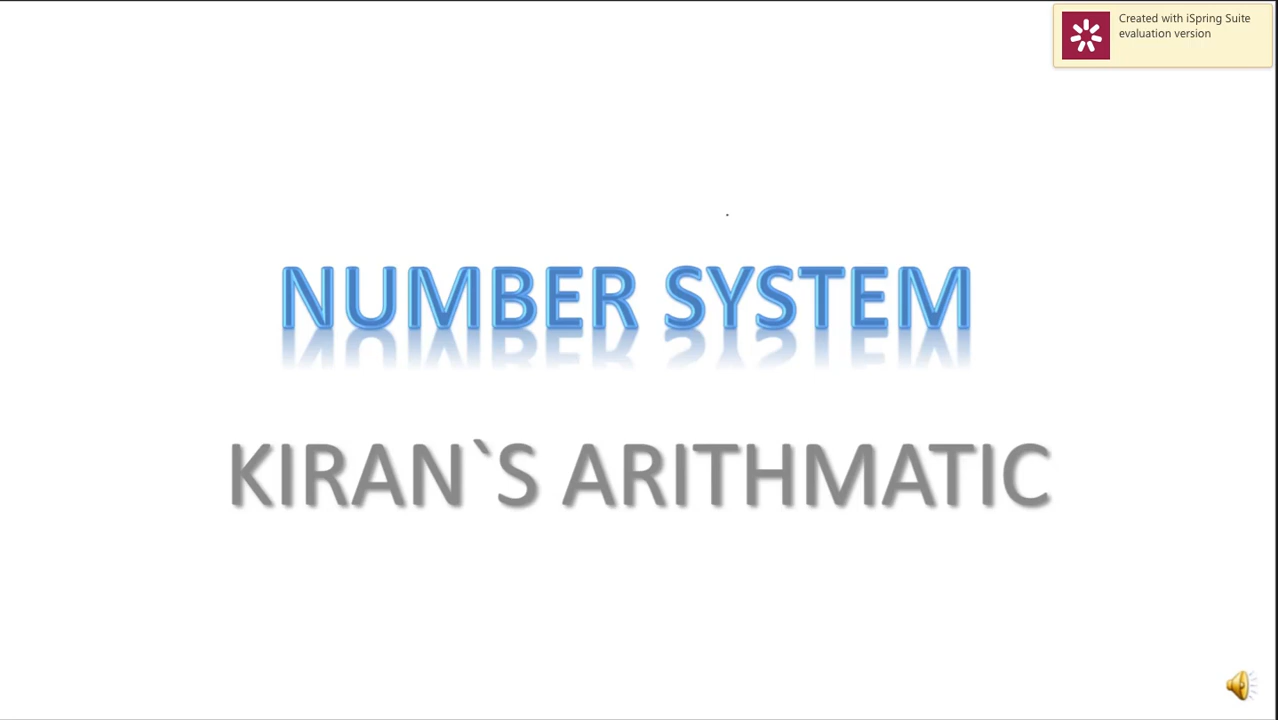 Created with iSpring Suite
evaluation version
NUMBER SYSTEM
KIRAN`S ARITHMATIC